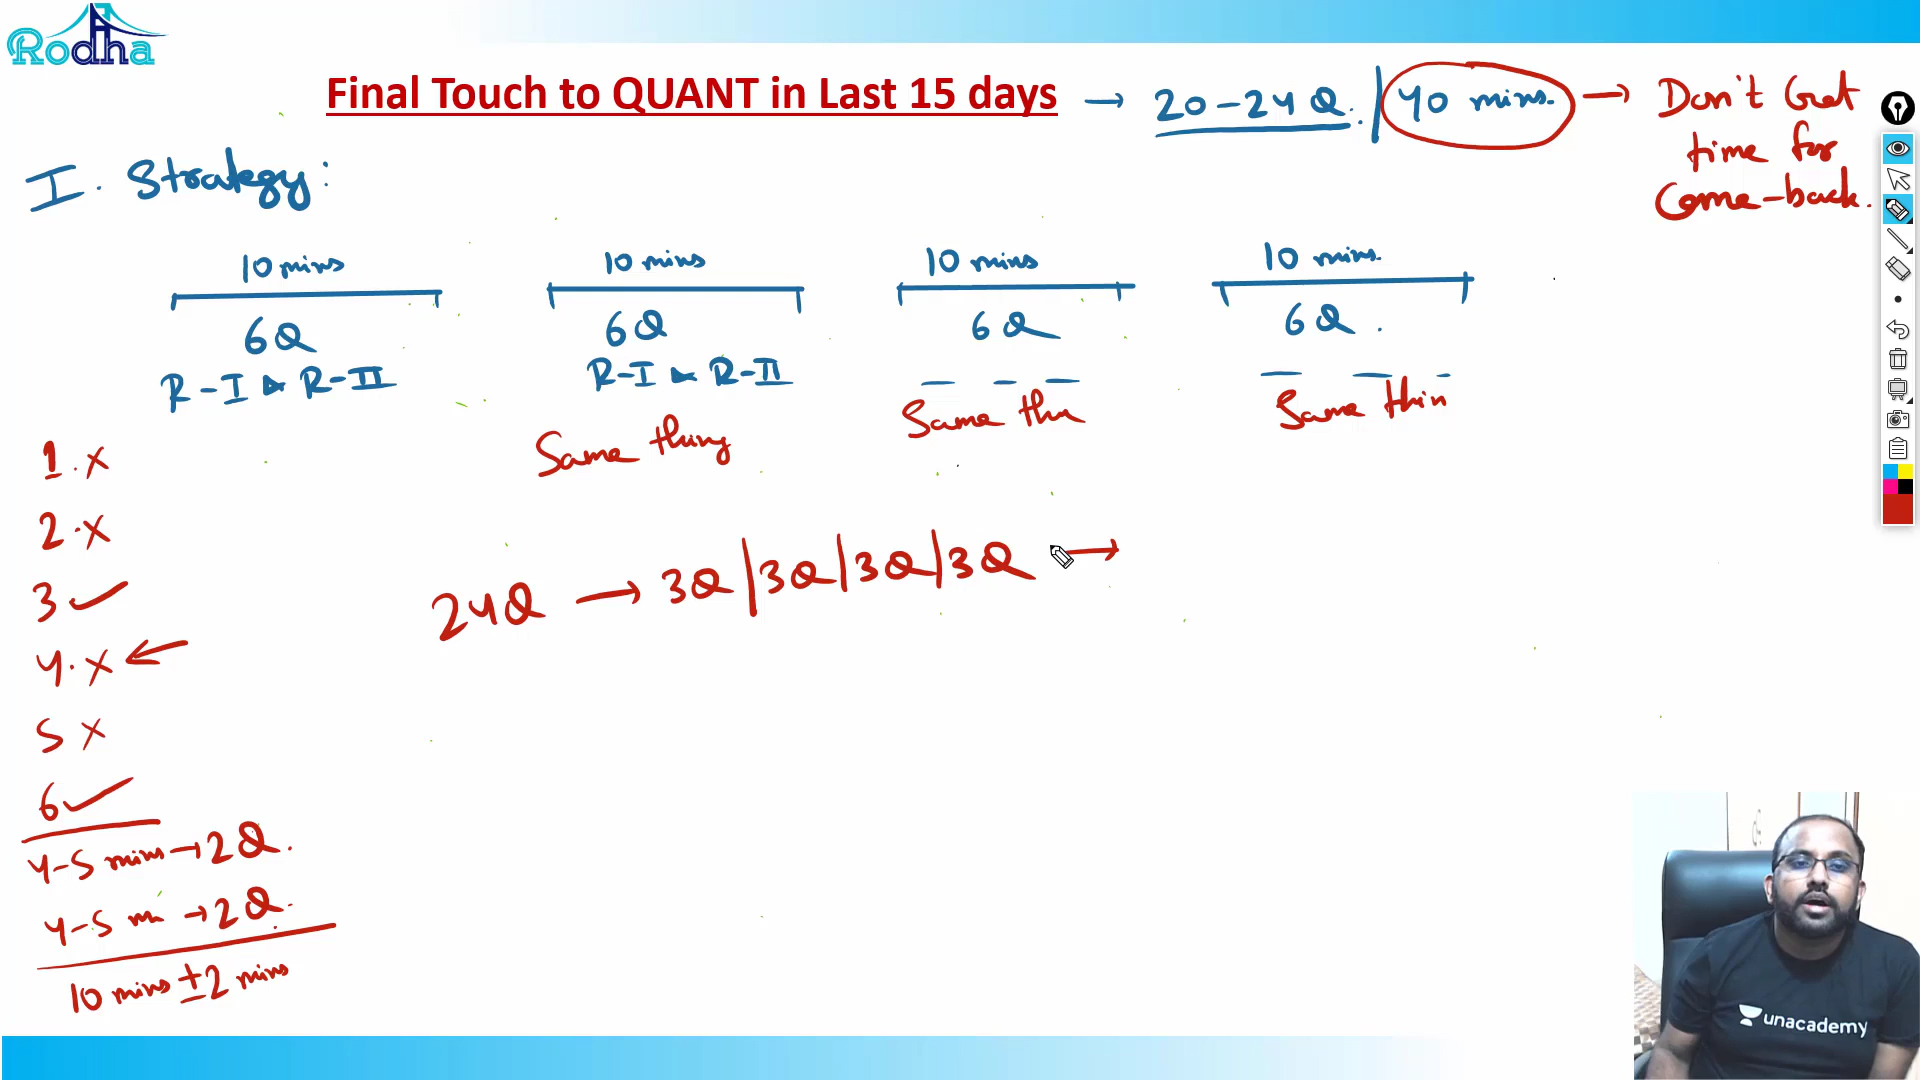 Rodha
Final Touch to QUANT in Last 15 days → 20-24 Q. | 40 mins. → Don't Get
time for
Come-back.
I. Strategy:
10 mins 10 mins 10 mins 10 mins.
6Q 6Q 6Q 6Q.
R-I & R-II R-I & R-II
Same thing Same thin Same thin
1. x
2. x
3 ✓
4. x ←
5 x
6 ✓
24Q → 3Q | 3Q | 3Q | 3Q →
4-5 mins → 2Q.
4-5 m → 2Q.
10 mins ± 2 mins
unacademy